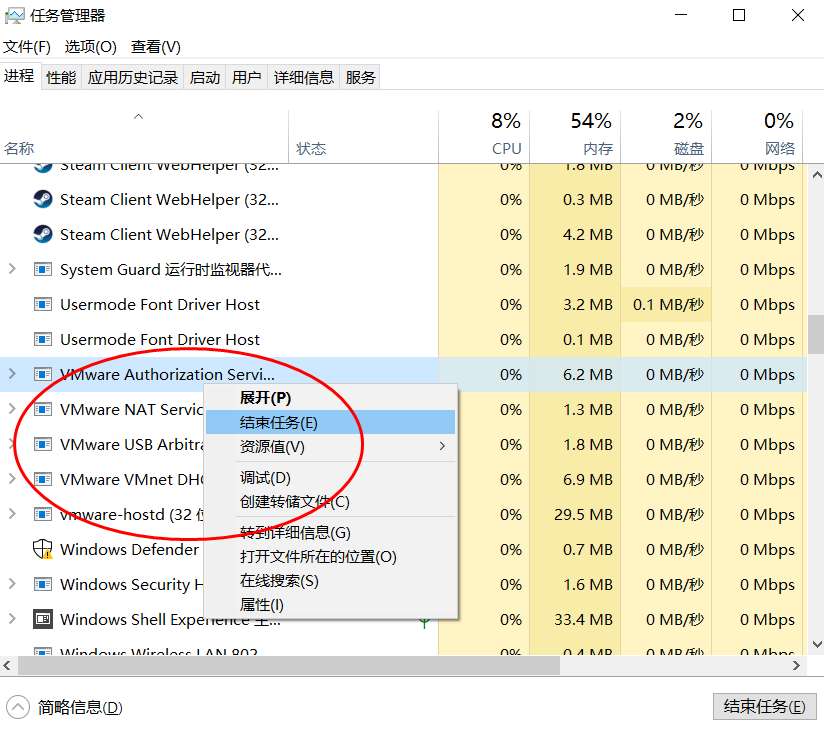 任务管理器
文件(F) 选项(O) 查看(V)
进程 性能 应用历史记录 启动 用户 详细信息 服务
8% 54% 2% 0%
名称 状态 CPU 内存 磁盘 网络
Steam Client WebHelper (32... 0% 1.8 MB 0 MB/秒 0 Mbps
Steam Client WebHelper (32... 0% 0.3 MB 0 MB/秒 0 Mbps
Steam Client WebHelper (32... 0% 4.2 MB 0 MB/秒 0 Mbps
System Guard 运行时监视器代... 0% 1.9 MB 0 MB/秒 0 Mbps
Usermode Font Driver Host 0% 3.2 MB 0.1 MB/秒 0 Mbps
Usermode Font Driver Host 0% 0.1 MB 0 MB/秒 0 Mbps
VMware Authorization Servi... 0% 6.2 MB 0 MB/秒 0 Mbps
VMware NAT Servic 0% 1.3 MB 0 MB/秒 0 Mbps
VMware USB Arbitra 0% 1.8 MB 0 MB/秒 0 Mbps
VMware VMnet DHC 0% 6.9 MB 0 MB/秒 0 Mbps
vmware-hostd (32 位 0% 29.5 MB 0 MB/秒 0 Mbps
Windows Defender 0% 0.7 MB 0 MB/秒 0 Mbps
Windows Security H 0% 1.6 MB 0 MB/秒 0 Mbps
Windows Shell Experience 主... 0% 33.4 MB 0 MB/秒 0 Mbps
Windows Wireless LAN 802 0% 0.4 MB 0 MB/秒 0 Mbps
展开(P)
结束任务(E)
资源值(V)
调试(D)
创建转储文件(C)
转到详细信息(G)
打开文件所在的位置(O)
在线搜索(S)
属性(I)
简略信息(D) 结束任务(E)